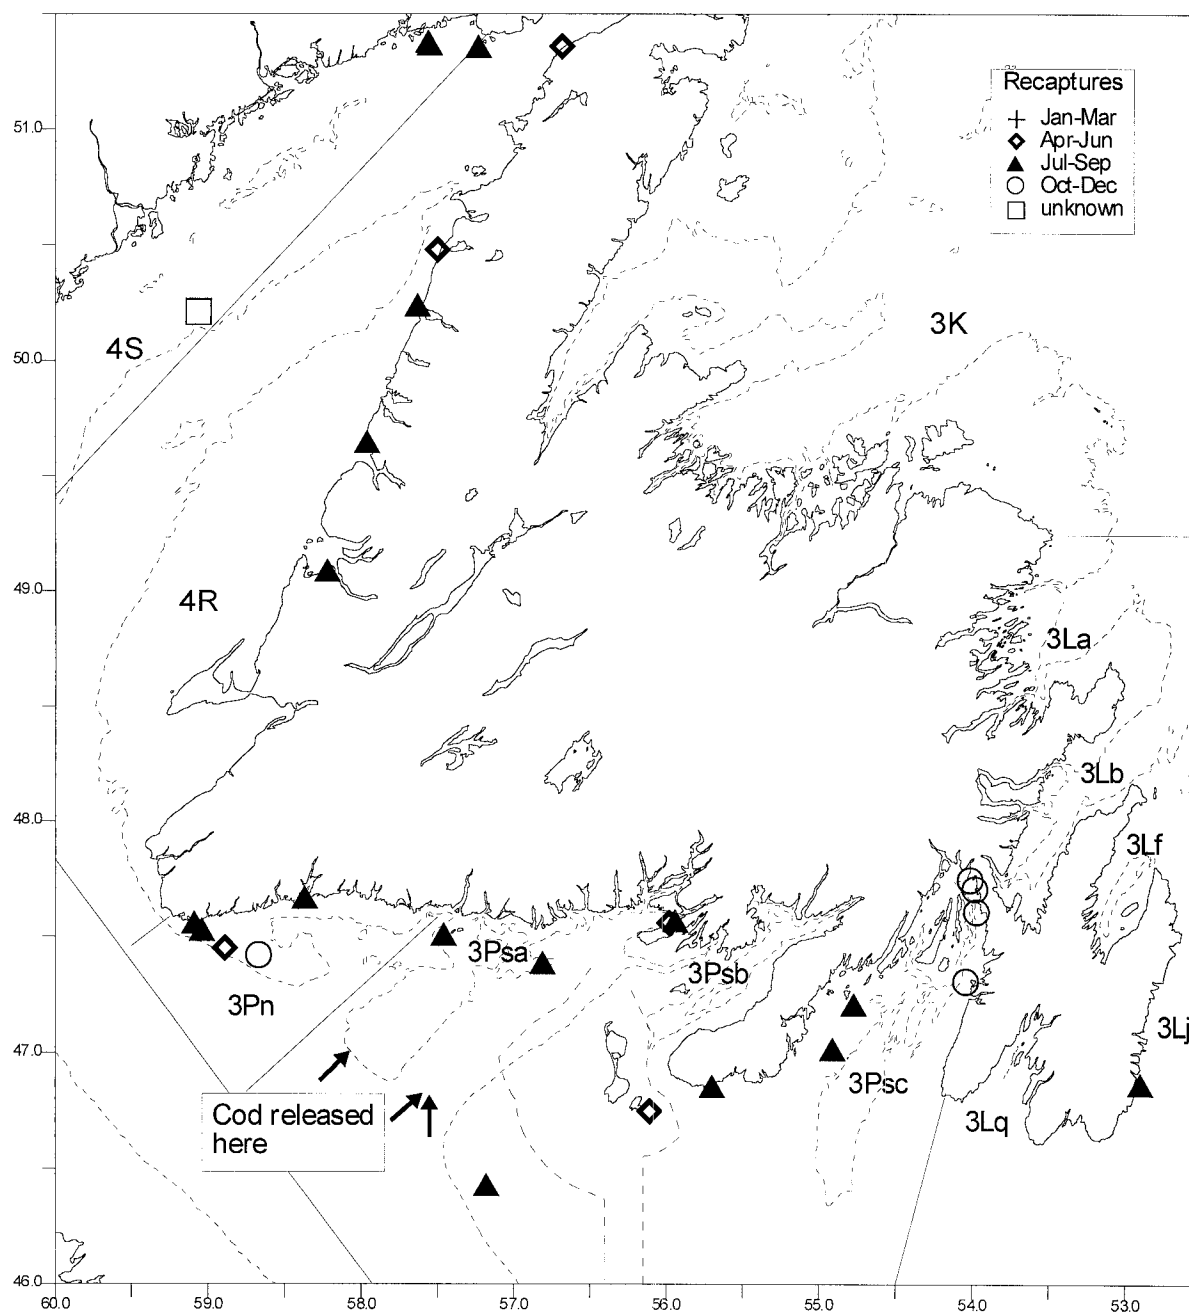 Recaptures
Jan-Mar
Apr-Jun
Jul-Sep
Oct-Dec
unknown
51.0
3K
4S
50.0
49.0
4R
3La
3Lb
48.0
3Lf
3Psa
3Psb
3Pn
3Lj
47.0
3Psc
Cod released
here
3Lq
46.0
60.0
59.0
58.0
57.0
56.0
55.0
54.0
53.0
52